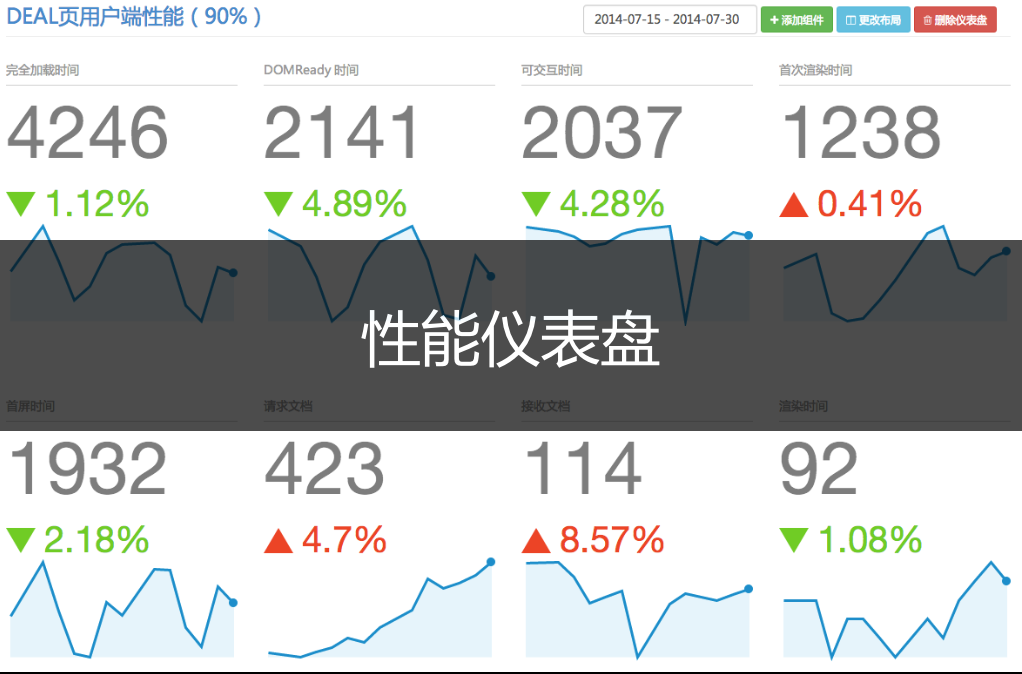 DEAL页用户端性能（90%）
2014-07-15 - 2014-07-30
添加组件
更改布局
删除仪表盘
完全加载时间
DOMReady 时间
可交互时间
首次渲染时间
4246
2141
2037
1238
1.12%
4.89%
4.28%
0.41%
性能仪表盘
首屏时间
请求文档
接收文档
渲染时间
1932
423
114
92
2.18%
4.7%
8.57%
1.08%